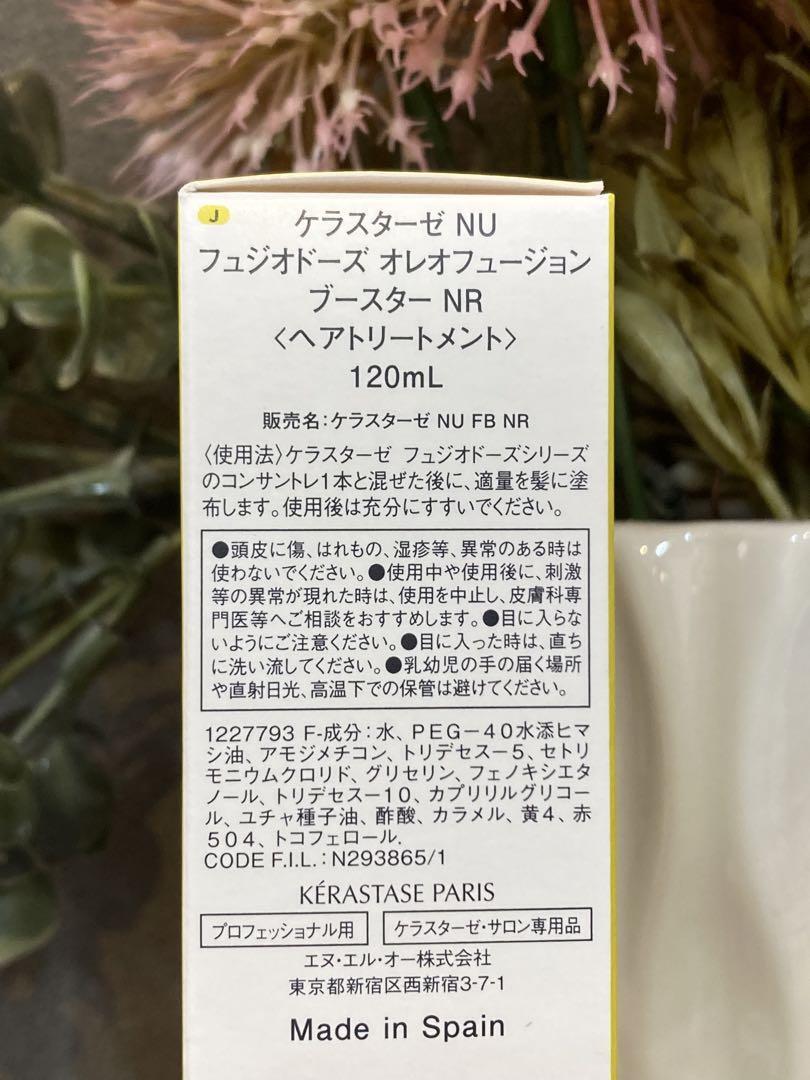 J
ケラスターゼ NU
フュジオドーズ オレオフュージョン
ブースター NR
〈ヘアトリートメント〉
120mL
販売名:ケラスターゼ NU FB NR
〈使用法〉ケラスターゼ フュジオドーズシリーズ
のコンサントレ1本と混ぜた後に、適量を髪に塗
布します。使用後は充分にすすいでください。
●頭皮に傷、はれもの、湿疹等、異常のある時は
使わないでください。●使用中や使用後に、刺激
等の異常が現れた時は、使用を中止し、皮膚科専
門医等へご相談をおすすめします。●目に入らな
いようにご注意ください。●目に入った時は、直ち
に洗い流してください。●乳幼児の手の届く場所
や直射日光、高温下での保管は避けてください。
1227793 F-成分:水、PEG-40水添ヒマ
シ油、アモジメチコン、トリデセス-5、セトリ
モニウムクロリド、グリセリン、フェノキシエタ
ノール、トリデセス-10、カプリリルグリコー
ル、ユチャ種子油、酢酸、カラメル、黄4、赤
504、トコフェロール.
CODE F.I.L.:N293865/1
KÉRASTASE PARIS
プロフェッショナル用 ケラスターゼ・サロン専用品
エヌ・エル・オー株式会社
東京都新宿区西新宿3-7-1
Made in Spain